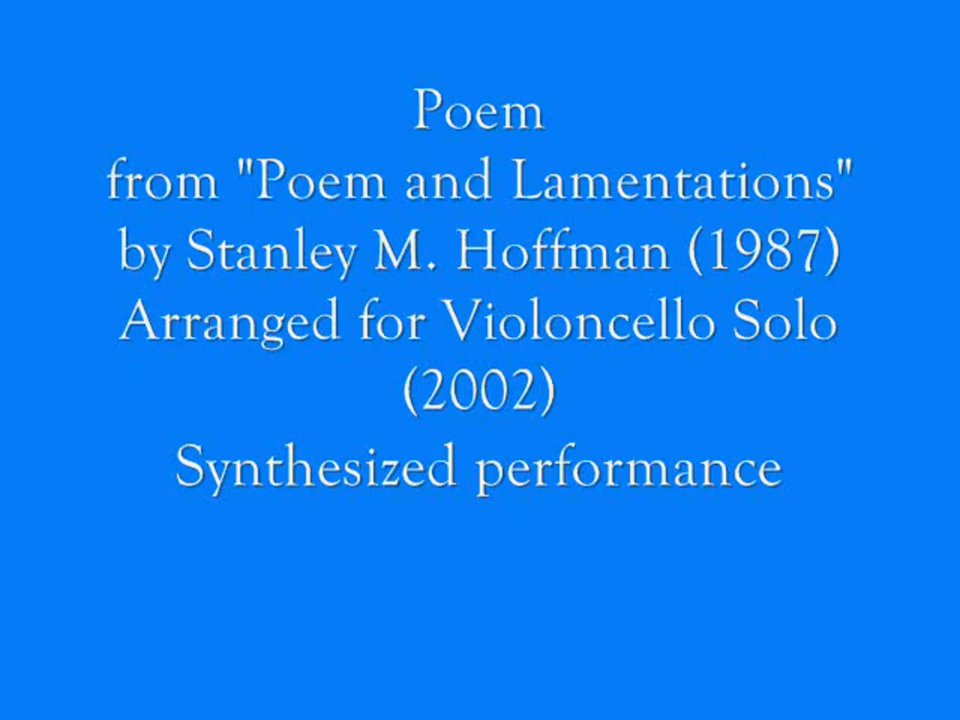 Poem
from "Poem and Lamentations"
by Stanley M. Hoffman (1987)
Arranged for Violoncello Solo
(2002)
Synthesized performance